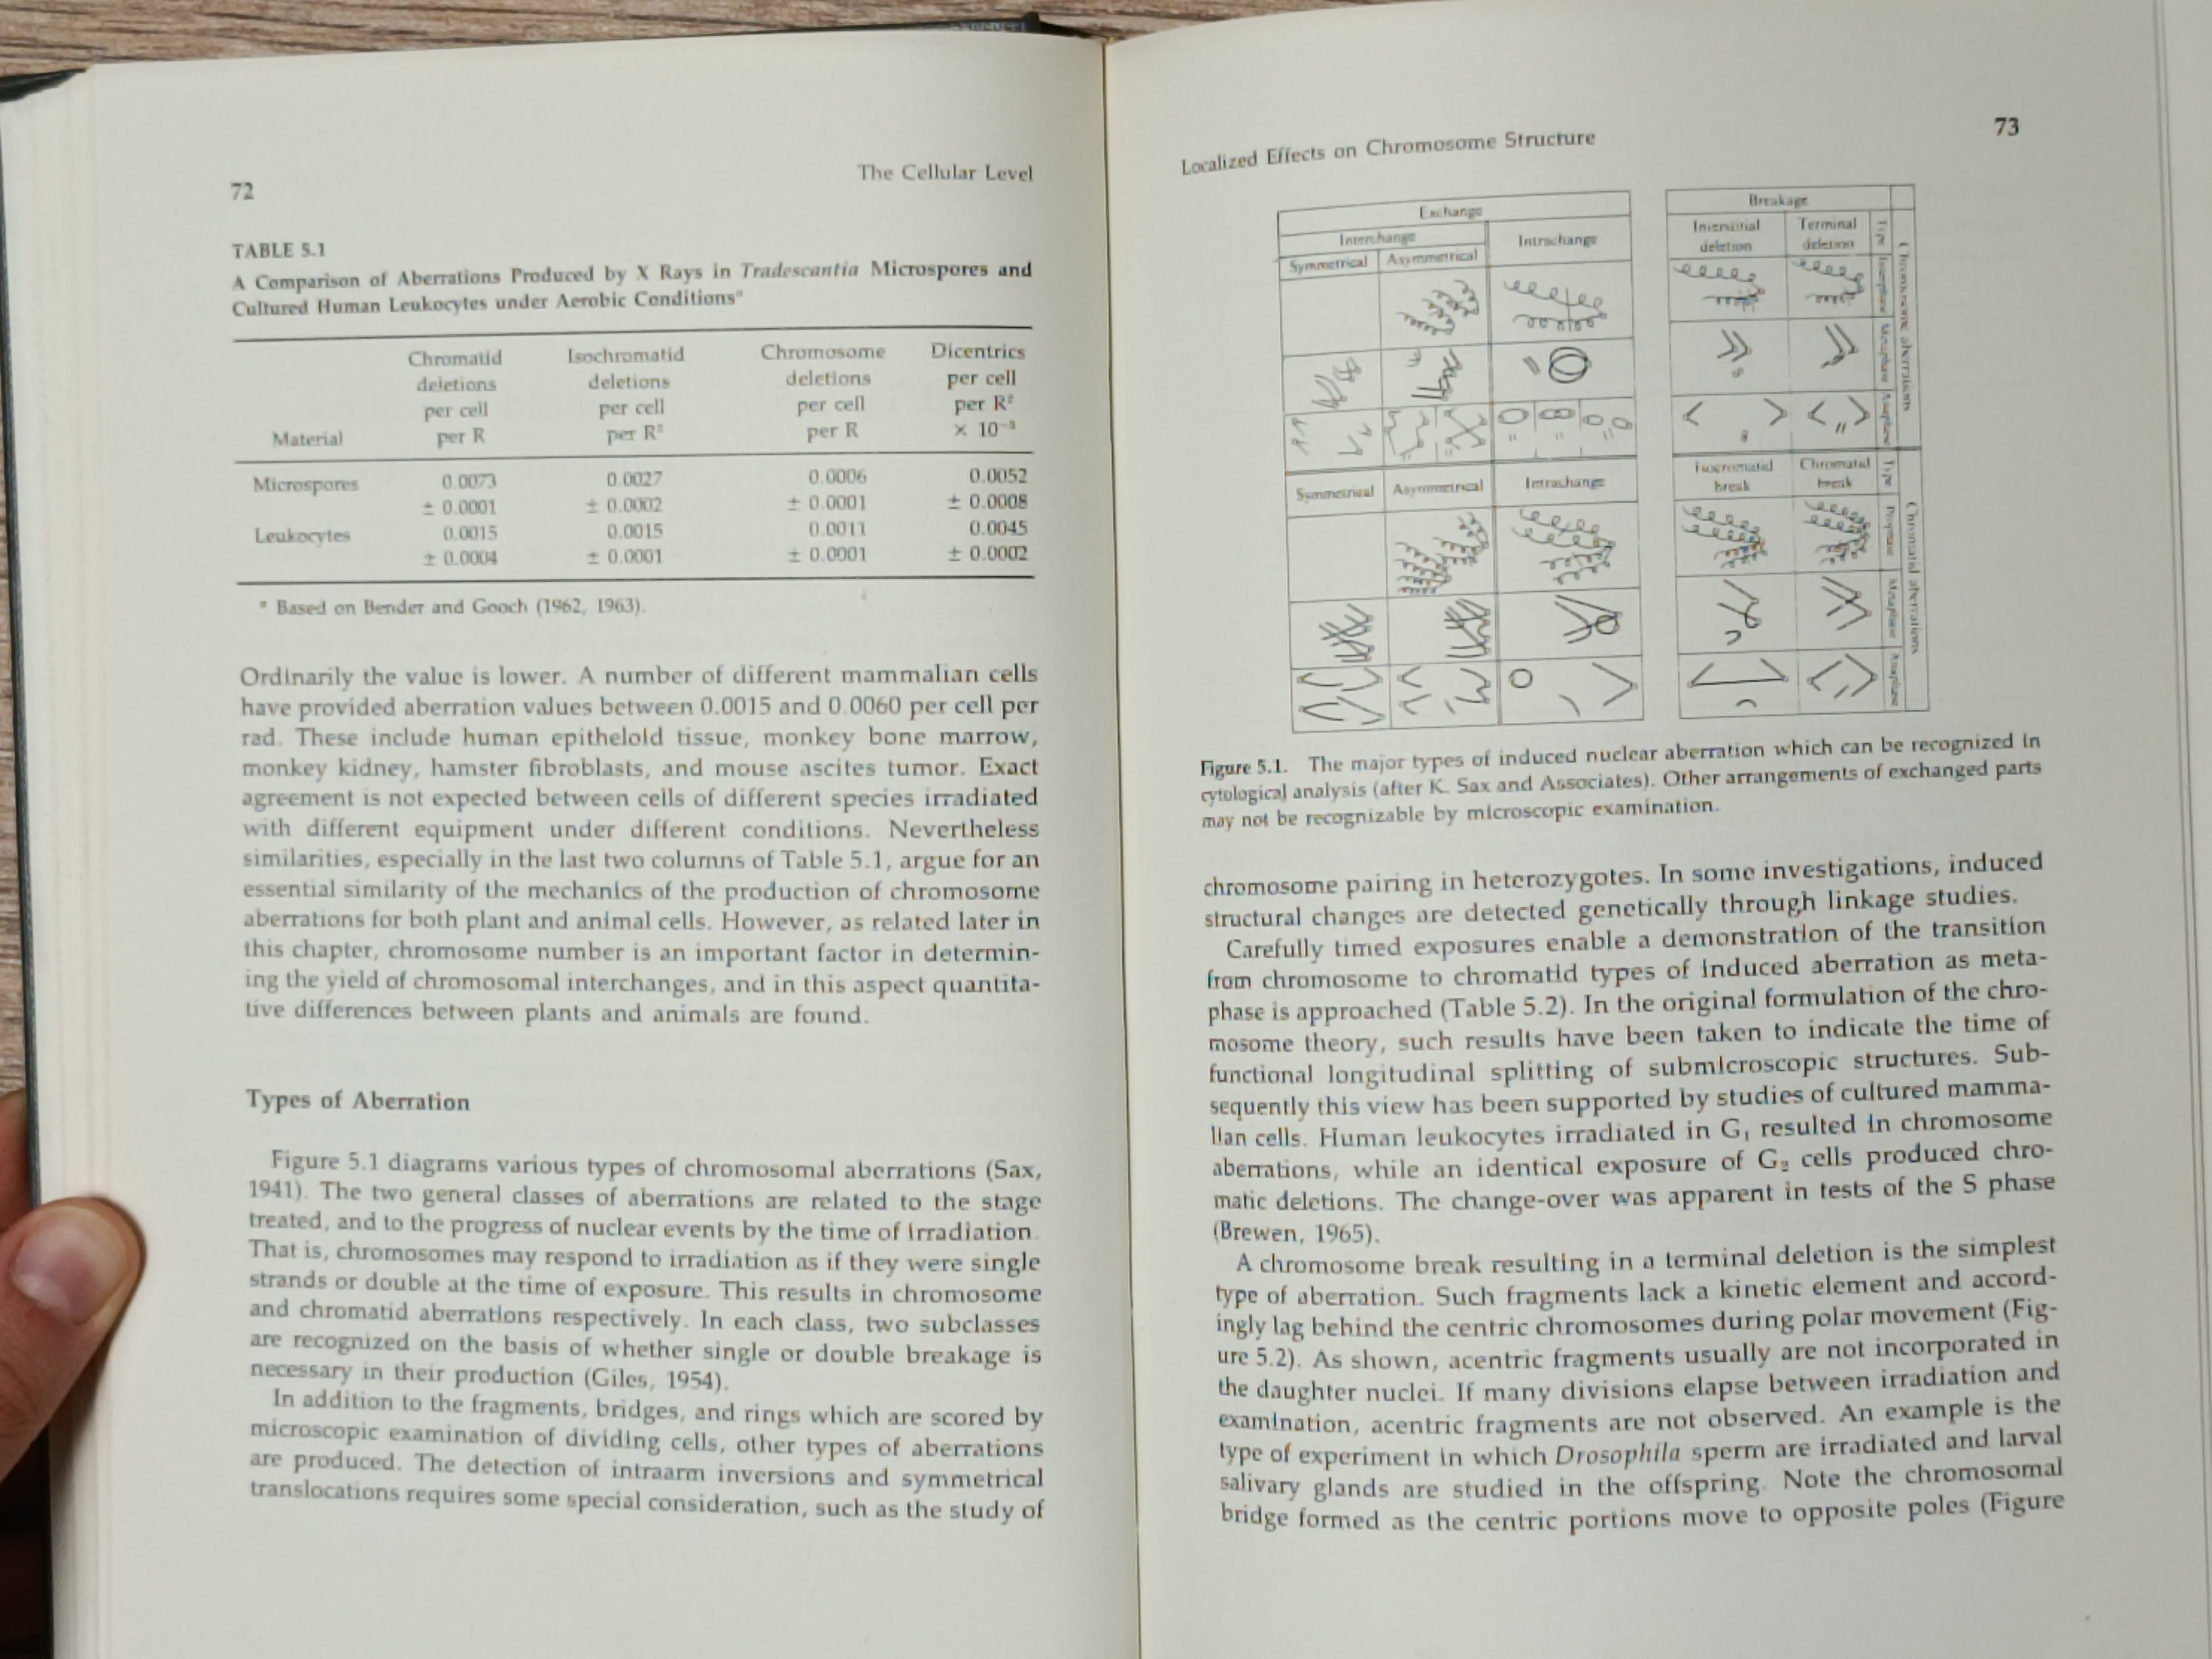 72
The Cellular Level
TABLE 5.1
A Comparison of Aberrations Produced by X Rays in Tradescantia Microspores and
Cultured Human Leukocytes under Aerobic Conditionsª
Material
Chromatid
deletions
per cell
per R
Isochromatid
deletions
per cell
per R²
Chromosome
deletions
per cell
per R
Dicentrics
per cell
per R²
× 10⁻³
Microspores 0.0073 0.0027 0.0006 0.0052
± 0.0001 ± 0.0002 ± 0.0001 ± 0.0008
Leukocytes 0.0015 0.0015 0.0011 0.0045
± 0.0004 ± 0.0001 ± 0.0001 ± 0.0002
ª Based on Bender and Gooch (1962, 1963).
Ordinarily the value is lower. A number of different mammalian cells
have provided aberration values between 0.0015 and 0.0060 per cell per
rad. These include human epitheloid tissue, monkey bone marrow,
monkey kidney, hamster fibroblasts, and mouse ascites tumor. Exact
agreement is not expected between cells of different species irradiated
with different equipment under different conditions. Nevertheless
similarities, especially in the last two columns of Table 5.1, argue for an
essential similarity of the mechanics of the production of chromosome
aberrations for both plant and animal cells. However, as related later in
this chapter, chromosome number is an important factor in determin-
ing the yield of chromosomal interchanges, and in this aspect quantita-
tive differences between plants and animals are found.
Types of Aberration
Figure 5.1 diagrams various types of chromosomal aberrations (Sax,
1941). The two general classes of aberrations are related to the stage
treated, and to the progress of nuclear events by the time of irradiation.
That is, chromosomes may respond to irradiation as if they were single
strands or double at the time of exposure. This results in chromosome
and chromatid aberrations respectively. In each class, two subclasses
are recognized on the basis of whether single or double breakage is
necessary in their production (Giles, 1954).
In addition to the fragments, bridges, and rings which are scored by
microscopic examination of dividing cells, other types of aberrations
are produced. The detection of intraarm inversions and symmetrical
translocations requires some special consideration, such as the study of
Localized Effects on Chromosome Structure
73
Exchange
Interchange
Intrachange
Symmetrical Asymmetrical
Symmetrical Asymmetrical Intrachange
Breakage
Interstitial
deletion
Terminal
deletion
Type
Metaphase
Anaphase
Chromosome aberrations
Isochromatid
break
Chromatid
break
Type
Prophase
Metaphase
Anaphase
Chromatid aberrations
Figure 5.1. The major types of induced nuclear aberration which can be recognized in
cytological analysis (after K. Sax and Associates). Other arrangements of exchanged parts
may not be recognizable by microscopic examination.
chromosome pairing in heterozygotes. In some investigations, induced
structural changes are detected genetically through linkage studies.
Carefully timed exposures enable a demonstration of the transition
from chromosome to chromatid types of induced aberration as meta-
phase is approached (Table 5.2). In the original formulation of the chro-
mosome theory, such results have been taken to indicate the time of
functional longitudinal splitting of submicroscopic structures. Sub-
sequently this view has been supported by studies of cultured mamma-
lian cells. Human leukocytes irradiated in G₁ resulted in chromosome
aberrations, while an identical exposure of G₂ cells produced chro-
matic deletions. The change-over was apparent in tests of the S phase
(Brewen, 1965).
A chromosome break resulting in a terminal deletion is the simplest
type of aberration. Such fragments lack a kinetic element and accord-
ingly lag behind the centric chromosomes during polar movement (Fig-
ure 5.2). As shown, acentric fragments usually are not incorporated in
the daughter nuclei. If many divisions elapse between irradiation and
examination, acentric fragments are not observed. An example is the
type of experiment in which Drosophila sperm are irradiated and larval
salivary glands are studied in the offspring. Note the chromosomal
bridge formed as the centric portions move to opposite poles (Figure